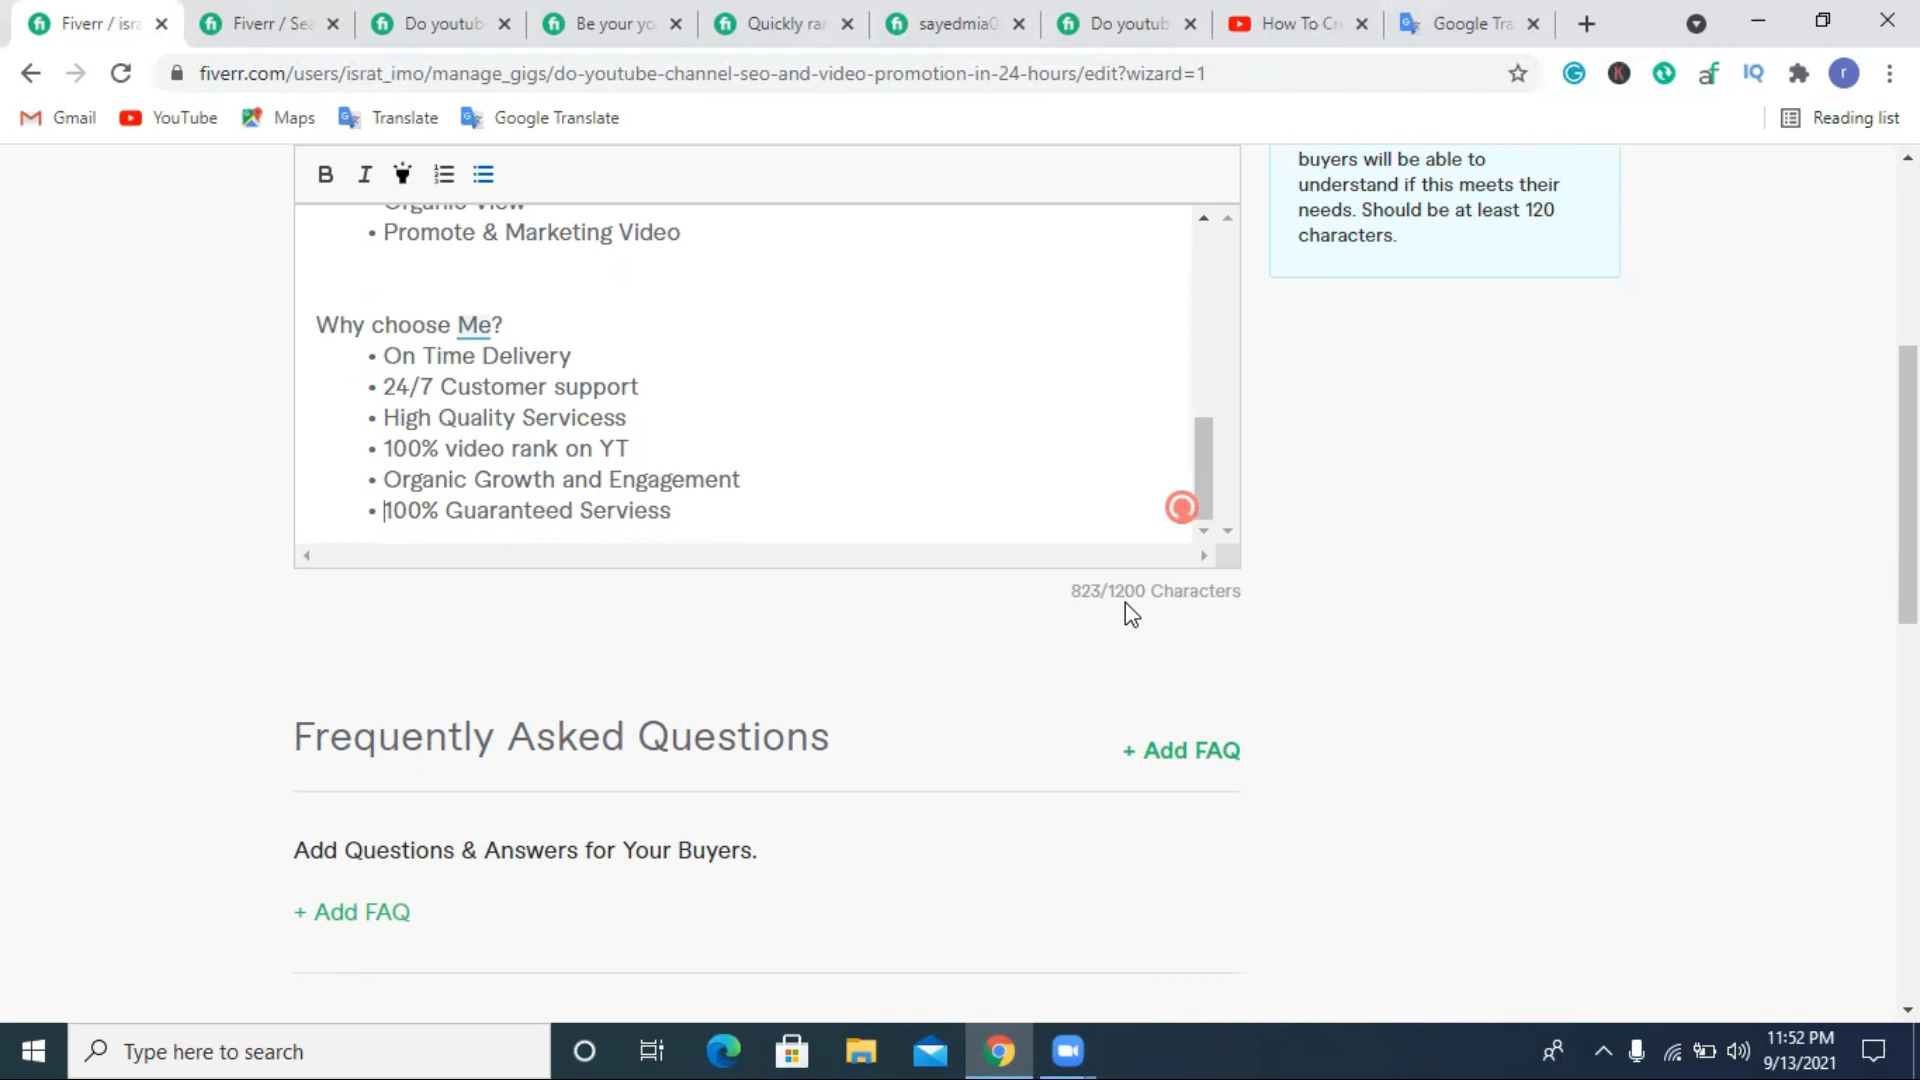 Fiverr / isra
Fiverr / Sea
Do youtub
Be your yo
Quickly ran
sayedmia0
Do youtub
How To Cr
Google Tra
fiverr.com/users/israt_imo/manage_gigs/do-youtube-channel-seo-and-video-promotion-in-24-hours/edit?wizard=1
Gmail
YouTube
Maps
Translate
Google Translate
Reading list
B I
Organic View
• Promote & Marketing Video
Why choose Me?
• On Time Delivery
• 24/7 Customer support
• High Quality Servicess
• 100% video rank on YT
• Organic Growth and Engagement
• 100% Guaranteed Serviess
buyers will be able to
understand if this meets their
needs. Should be at least 120
characters.
823/1200 Characters
Frequently Asked Questions
+ Add FAQ
Add Questions & Answers for Your Buyers.
+ Add FAQ
Type here to search
11:52 PM
9/13/2021